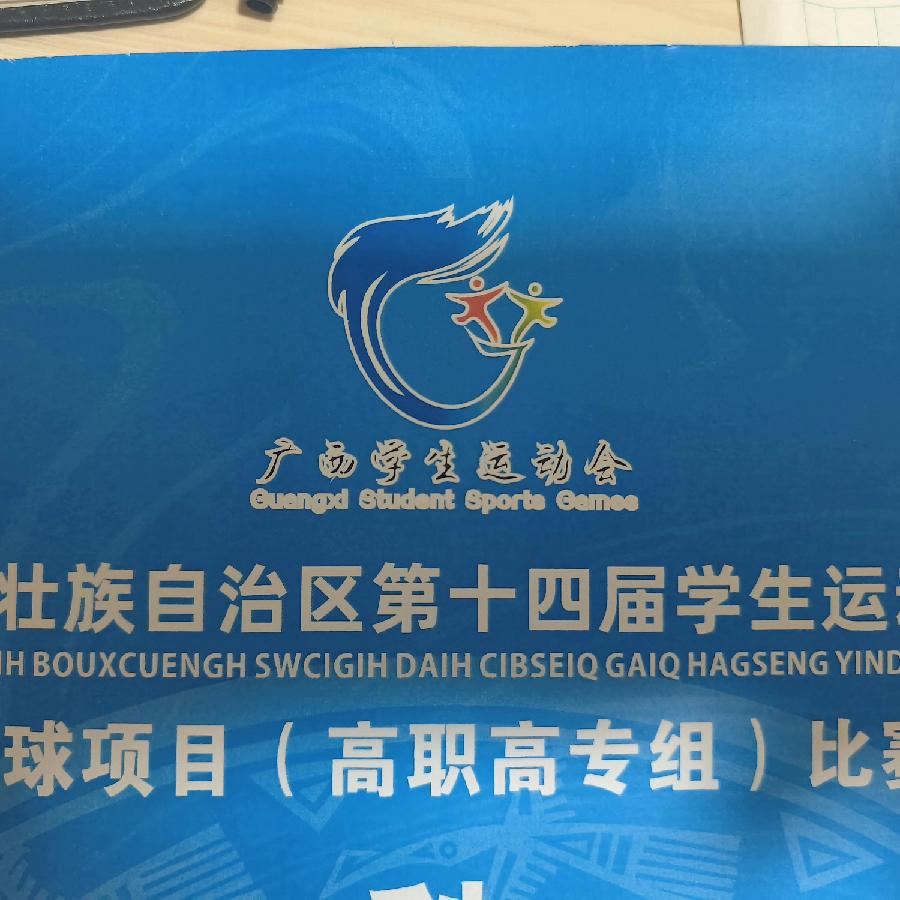 广西学生运动会
Guangxi Student Sports Games
壮族自治区第十四届学生运
IH BOUXCUENGH SWCIGIH DAIH CIBSEIQ GAIQ HAGSENG YIND
球项目（高职高专组）比赛